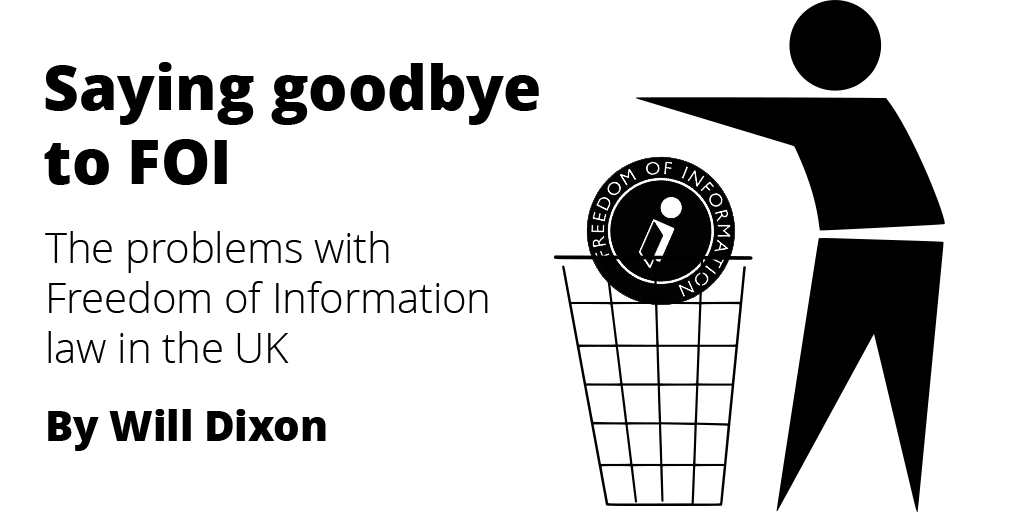 Saying goodbye
to FOI
The problems with
Freedom of Information
law in the UK
By Will Dixon
FREEDOM OF INFORMATION